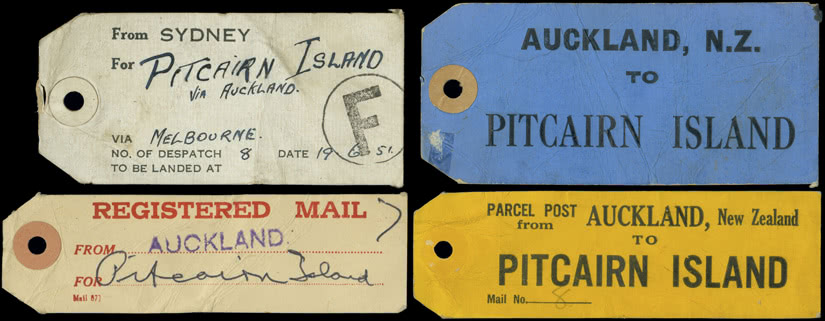 From SYDNEY
For PITCAIRN ISLAND
VIA AUCKLAND.
F
VIA MELBOURNE.
NO. OF DESPATCH 8 DATE 19 6 51
TO BE LANDED AT
AUCKLAND, N.Z.
TO
PITCAIRN ISLAND
REGISTERED MAIL
FROM AUCKLAND
FOR Pitcairn Island
Mail 877
PARCEL POST from AUCKLAND, New Zealand
TO
PITCAIRN ISLAND
Mail No. 8